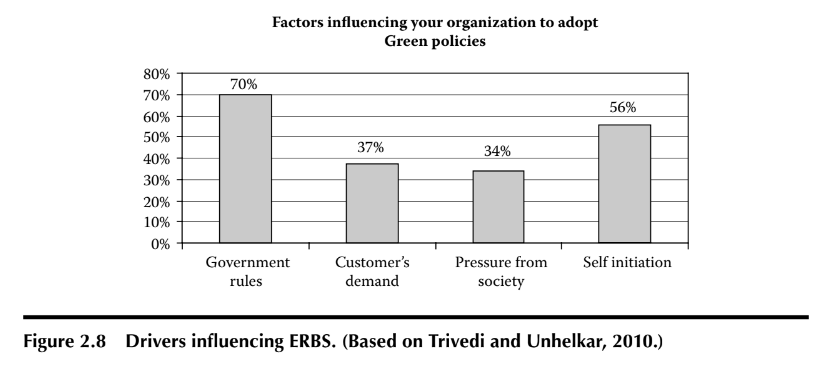 Factors influencing your organization to adopt
Green policies
80%
70%
60%
50%
40%
30%
20%
10%
0%
70%
37%
34%
56%
Government
rules
Customer's
demand
Pressure from
society
Self initiation
Figure 2.8 Drivers influencing ERBS. (Based on Trivedi and Unhelkar, 2010.)